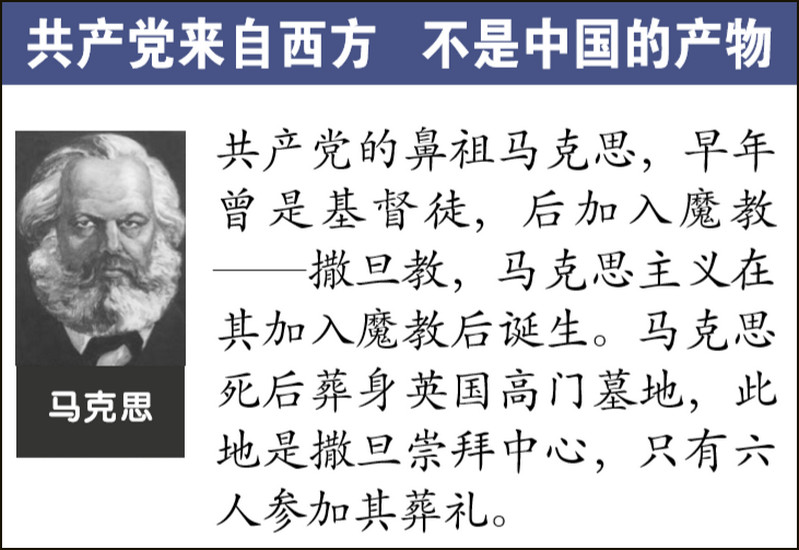 共产党来自西方 不是中国的产物
共产党的鼻祖马克思，早年
曾是基督徒，后加入魔教
——撒旦教，马克思主义在
其加入魔教后诞生。马克思
死后葬身英国高门墓地，此
地是撒旦崇拜中心，只有六
人参加其葬礼。
马克思